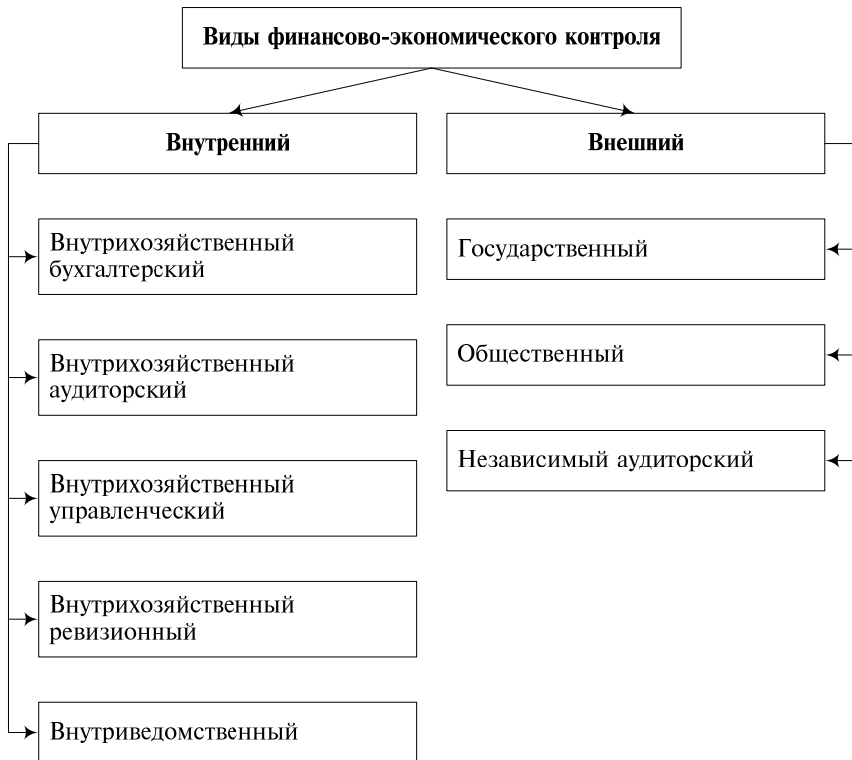 Виды финансово-экономического контроля
Внутренний
Внутрихозяйственный
бухгалтерский
Внутрихозяйственный
аудиторский
Внутрихозяйственный
управленческий
Внутрихозяйственный
ревизионный
Внутриведомственный
Внешний
Государственный
Общественный
Независимый аудиторский